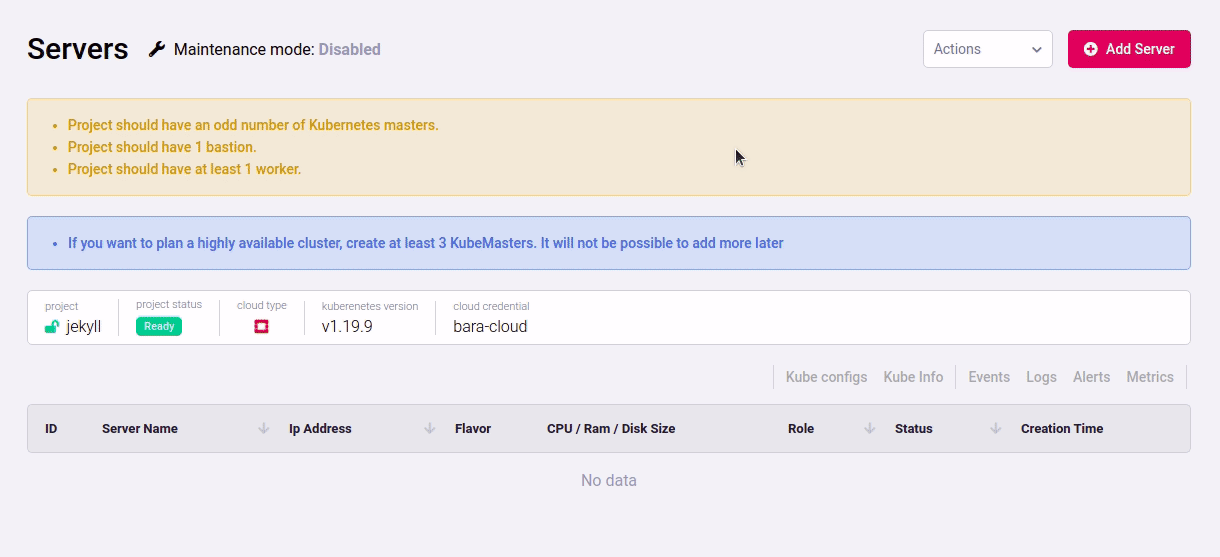 Servers Maintenance mode: Disabled Actions Add Server
Project should have an odd number of Kubernetes masters.
Project should have 1 bastion.
Project should have at least 1 worker.
If you want to plan a highly available cluster, create at least 3 KubeMasters. It will not be possible to add more later
project project status cloud type kuberenetes version cloud credential
jekyll Ready v1.19.9 bara-cloud
Kube configs Kube Info Events Logs Alerts Metrics
ID Server Name Ip Address Flavor CPU / Ram / Disk Size Role Status Creation Time
No data